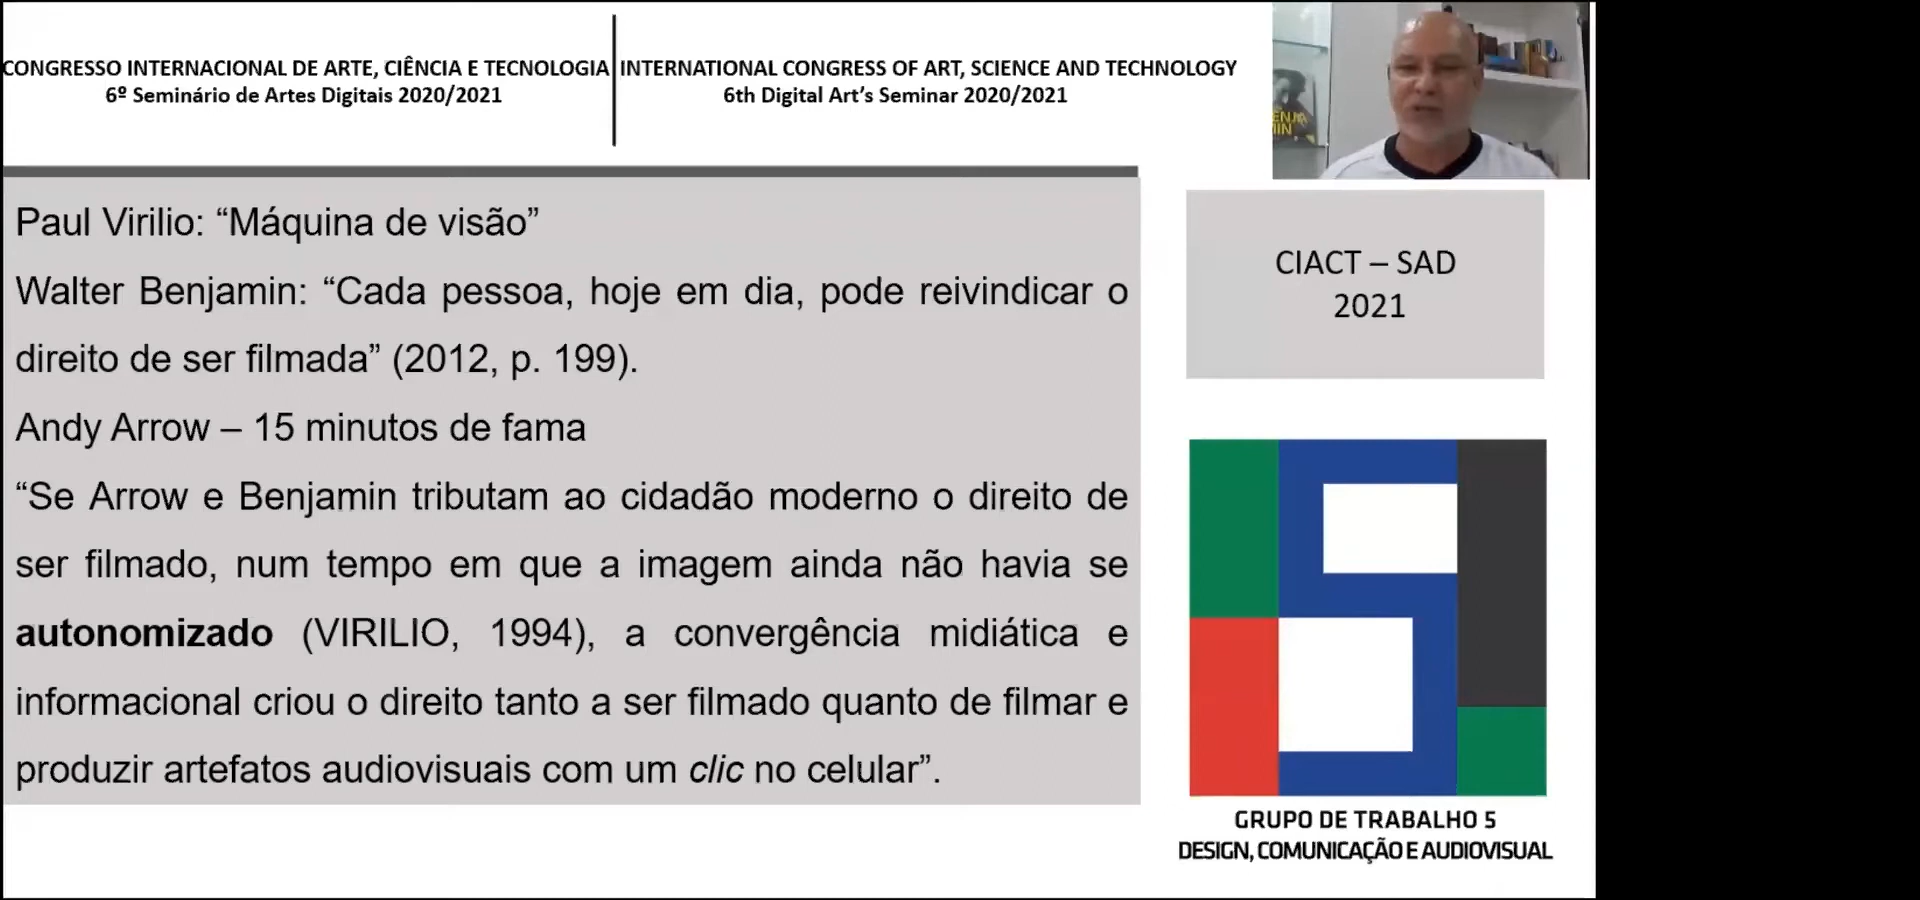 CONGRESSO INTERNACIONAL DE ARTE, CIÊNCIA E TECNOLOGIA
6º Seminário de Artes Digitais 2020/2021
INTERNATIONAL CONGRESS OF ART, SCIENCE AND TECHNOLOGY
6th Digital Art’s Seminar 2020/2021
ENJA
MIN
Paul Virilio: “Máquina de visão”
Walter Benjamin: “Cada pessoa, hoje em dia, pode reivindicar o
direito de ser filmada” (2012, p. 199).
Andy Arrow – 15 minutos de fama
“Se Arrow e Benjamin tributam ao cidadão moderno o direito de
ser filmado, num tempo em que a imagem ainda não havia se
autonomizado (VIRILIO, 1994), a convergência midiática e
informacional criou o direito tanto a ser filmado quanto de filmar e
produzir artefatos audiovisuais com um clic no celular”.
CIACT – SAD
2021
GRUPO DE TRABALHO 5
DESIGN, COMUNICAÇÃO E AUDIOVISUAL